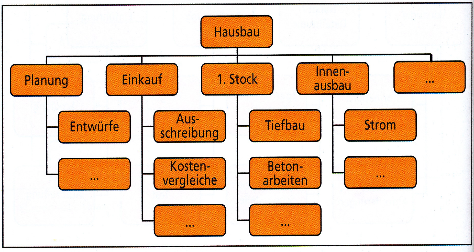 Hausbau
Planung
Einkauf
1. Stock
Innen-
ausbau
...
Entwürfe
Aus-
schreibung
Tiefbau
Strom
...
Kosten-
vergleiche
Beton-
arbeiten
...
...
...